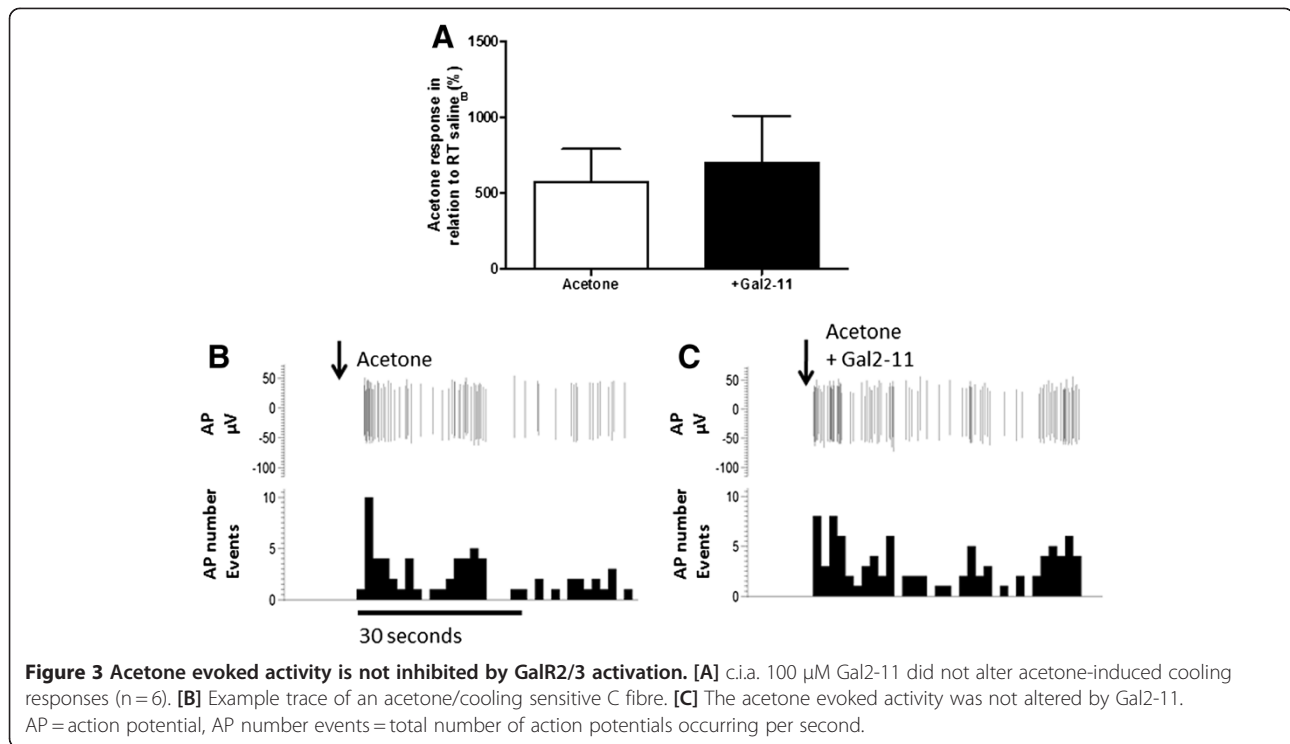 A
1500
1000
500
0
Acetone response in
relation to RT saline B (%)
Acetone
+Gal2-11
B
Acetone
50
0
-50
-100
AP
µV
10
5
0
AP number
Events
30 seconds
C
Acetone
+ Gal2-11
50
0
-50
-100
AP
µV
10
5
0
AP number
Events
Figure 3 Acetone evoked activity is not inhibited by GalR2/3 activation. [A] c.i.a. 100 µM Gal2-11 did not alter acetone-induced cooling
responses (n = 6). [B] Example trace of an acetone/cooling sensitive C fibre. [C] The acetone evoked activity was not altered by Gal2-11.
AP = action potential, AP number events = total number of action potentials occurring per second.